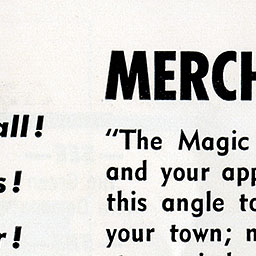 MERCH
all!
"The Magic
and your app
s!
this angle to
r!
your town; n